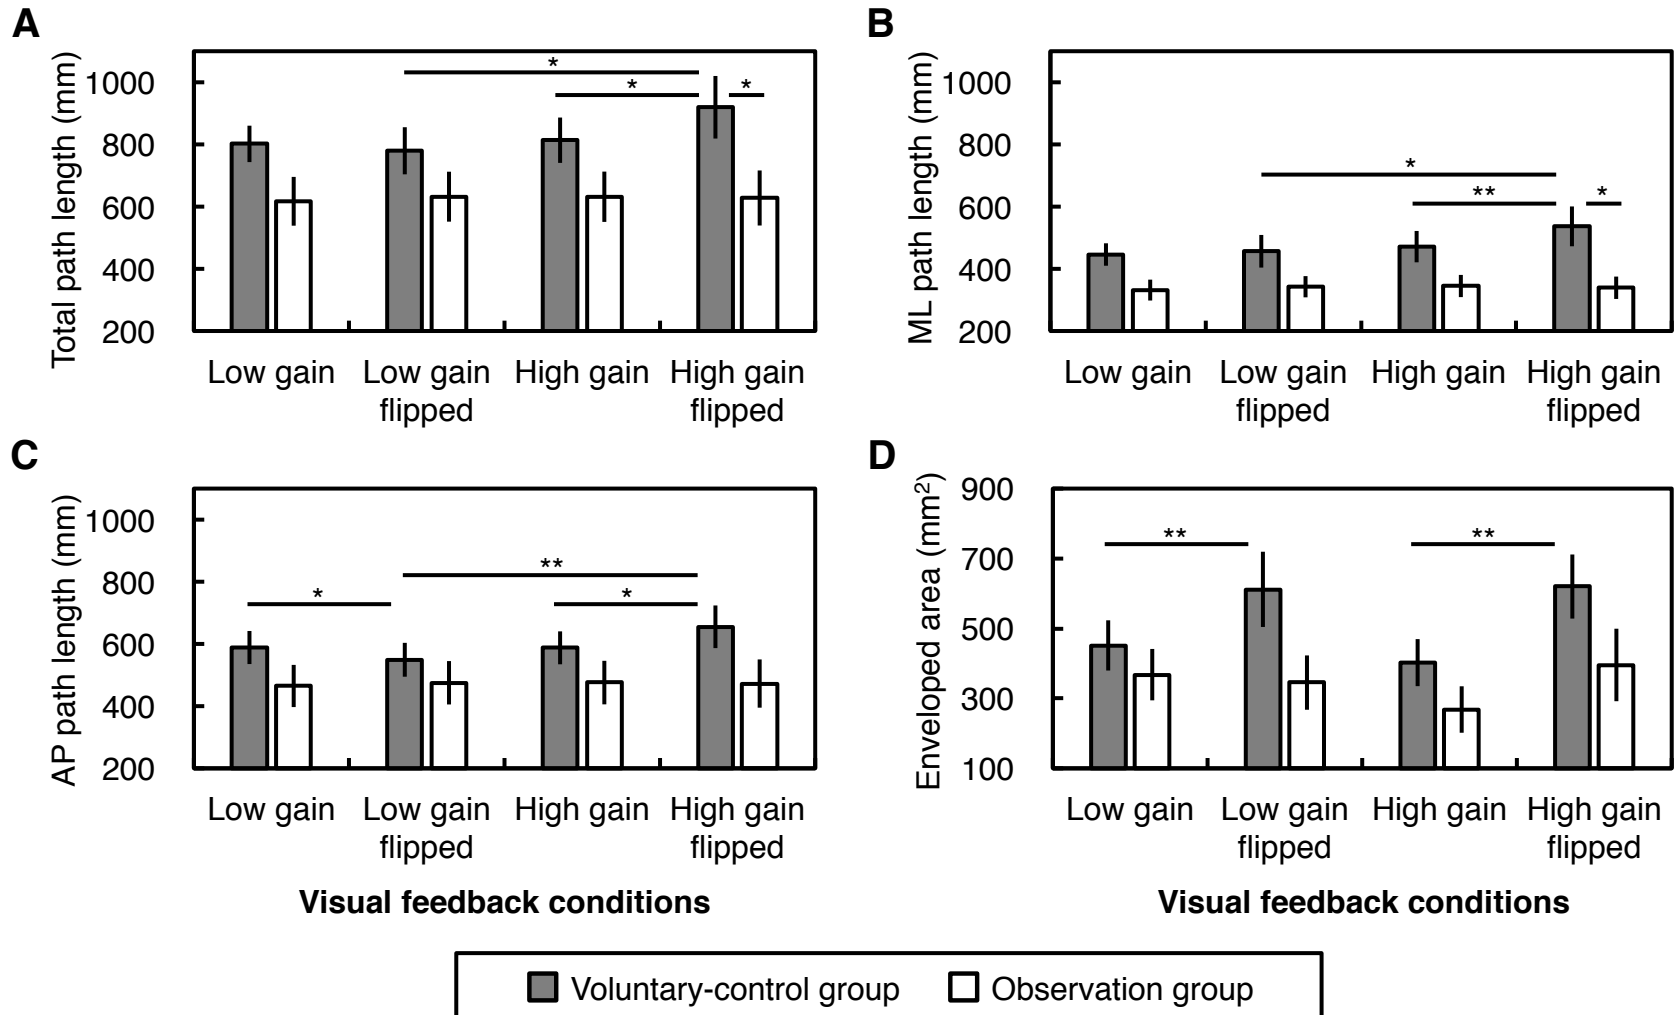 A
Total path length (mm)
1000
800
600
400
200
*
*
*
Low gain
Low gain flipped
High gain
High gain flipped
B
ML path length (mm)
1000
800
600
400
200
*
**
*
Low gain
Low gain flipped
High gain
High gain flipped
C
AP path length (mm)
1000
800
600
400
200
**
*
*
Low gain
Low gain flipped
High gain
High gain flipped
Visual feedback conditions
D
Enveloped area (mm²)
900
700
500
300
100
**
**
Low gain
Low gain flipped
High gain
High gain flipped
Visual feedback conditions
Voluntary-control group
Observation group